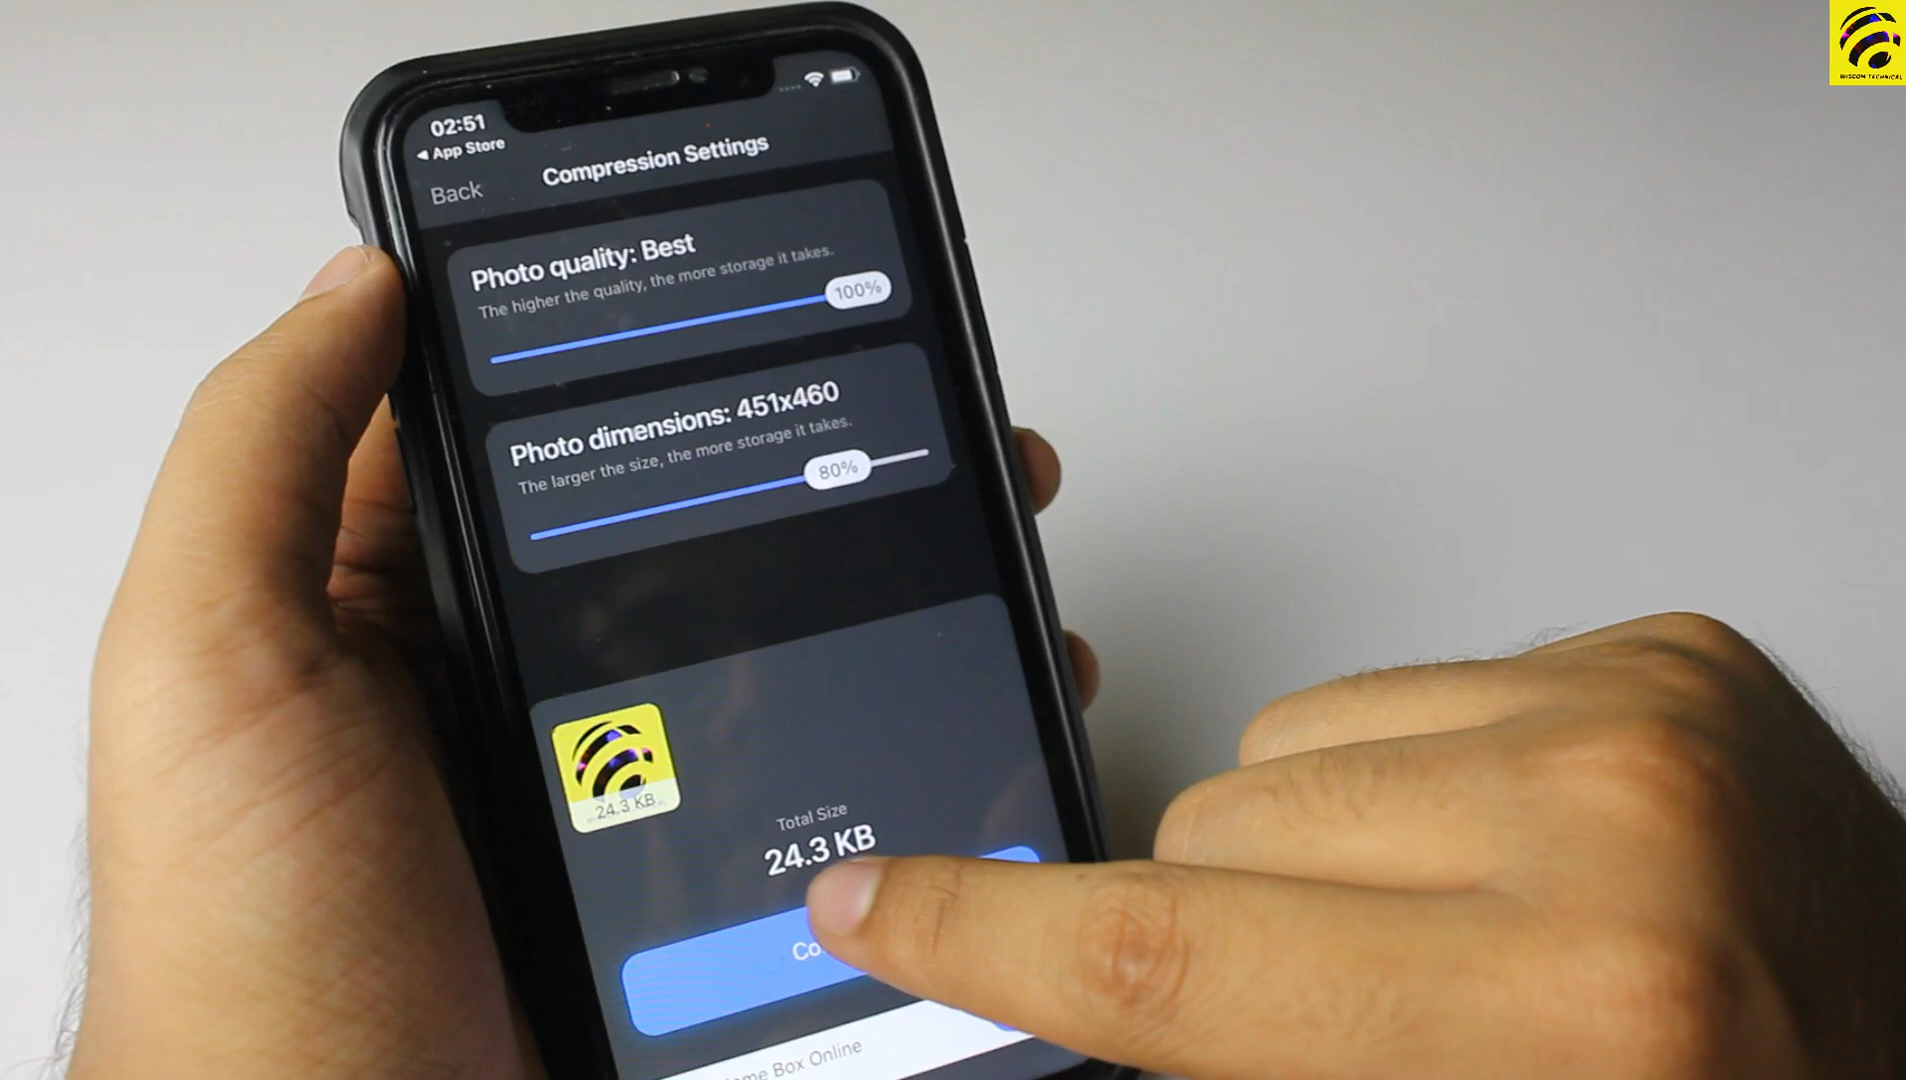 WISDOM TECHNICAL
02:51
App Store
Back
Compression Settings
Photo quality: Best
The higher the quality, the more storage it takes.
100%
Photo dimensions: 451x460
The larger the size, the more storage it takes.
80%
24.3 KB
Total Size
24.3 KB
Box Online